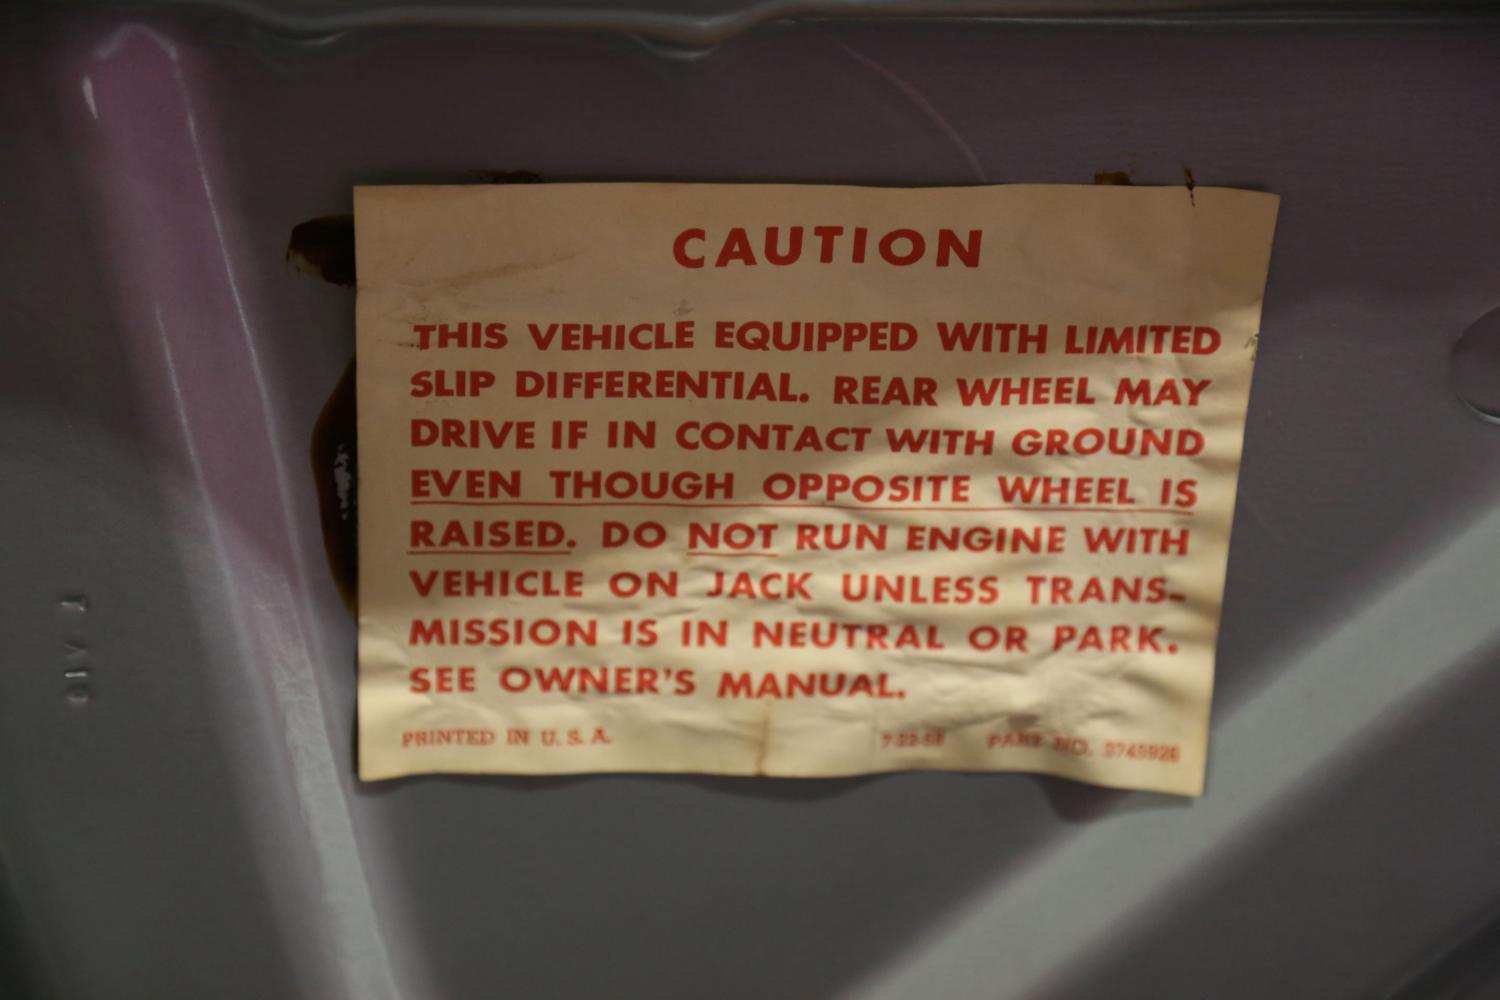 CAUTION
THIS VEHICLE EQUIPPED WITH LIMITED
SLIP DIFFERENTIAL. REAR WHEEL MAY
DRIVE IF IN CONTACT WITH GROUND
EVEN THOUGH OPPOSITE WHEEL IS
RAISED. DO NOT RUN ENGINE WITH
VEHICLE ON JACK UNLESS TRANS-
MISSION IS IN NEUTRAL OR PARK.
SEE OWNER'S MANUAL.
PRINTED IN U. S. A. PART NO.